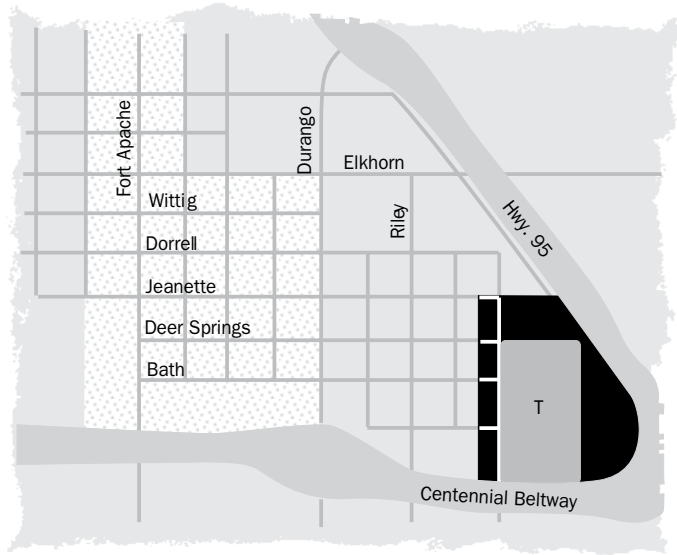 Fort Apache
Durango
Elkhorn
Wittig
Riley
Hwy. 95
Dorrell
Jeanette
Deer Springs
Bath
T
Centennial Beltway